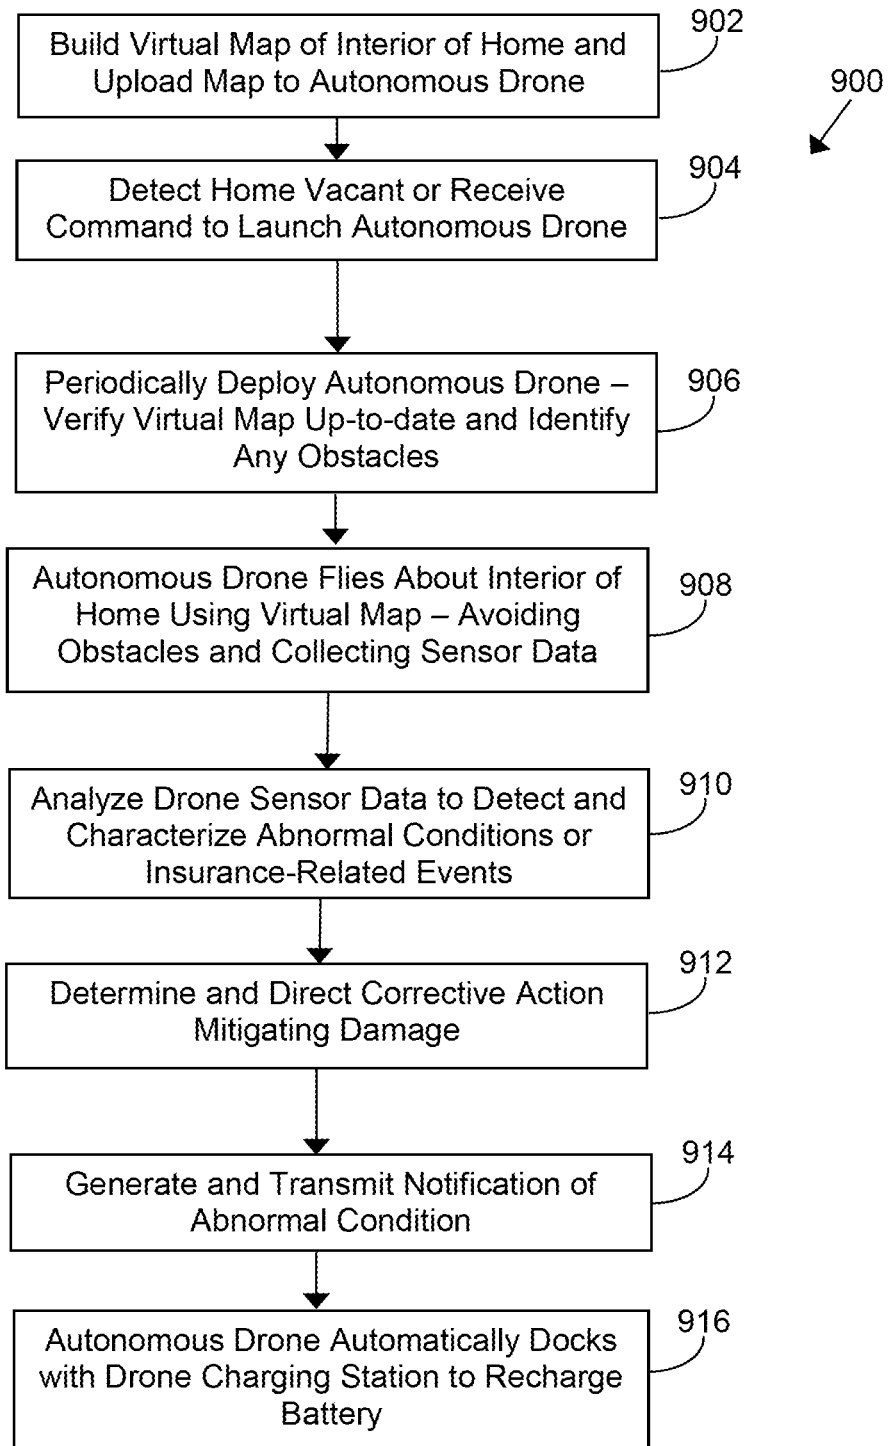 Build Virtual Map of Interior of Home and
Upload Map to Autonomous Drone
902
900
Detect Home Vacant or Receive
Command to Launch Autonomous Drone
904
Periodically Deploy Autonomous Drone –
Verify Virtual Map Up-to-date and Identify
Any Obstacles
906
Autonomous Drone Flies About Interior of
Home Using Virtual Map – Avoiding
Obstacles and Collecting Sensor Data
908
Analyze Drone Sensor Data to Detect and
Characterize Abnormal Conditions or
Insurance-Related Events
910
Determine and Direct Corrective Action
Mitigating Damage
912
Generate and Transmit Notification of
Abnormal Condition
914
Autonomous Drone Automatically Docks
with Drone Charging Station to Recharge
Battery
916